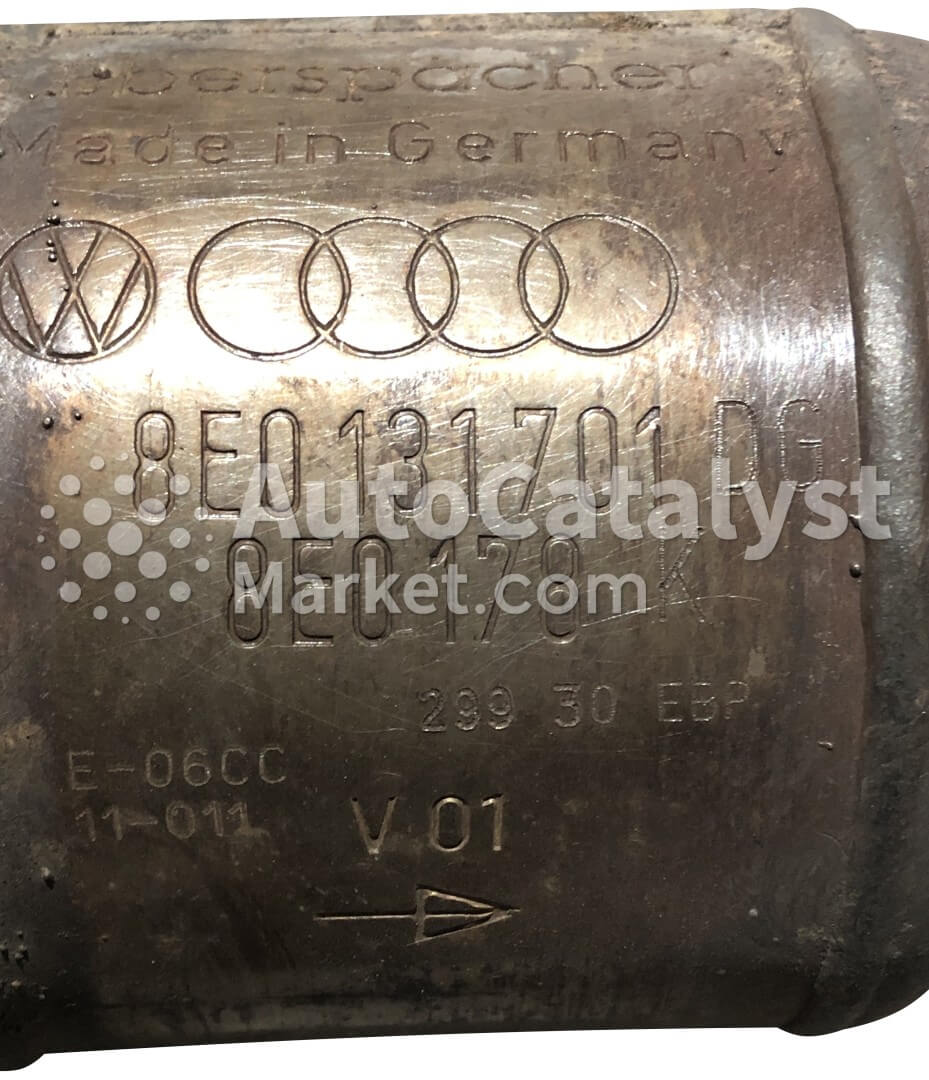 Eberspächer
Made in Germany
8E0 131 701 DG
AutoCatalyst
8E0 178 K
Market.com
299 30 EBP
E-06CC
11-011
V 01